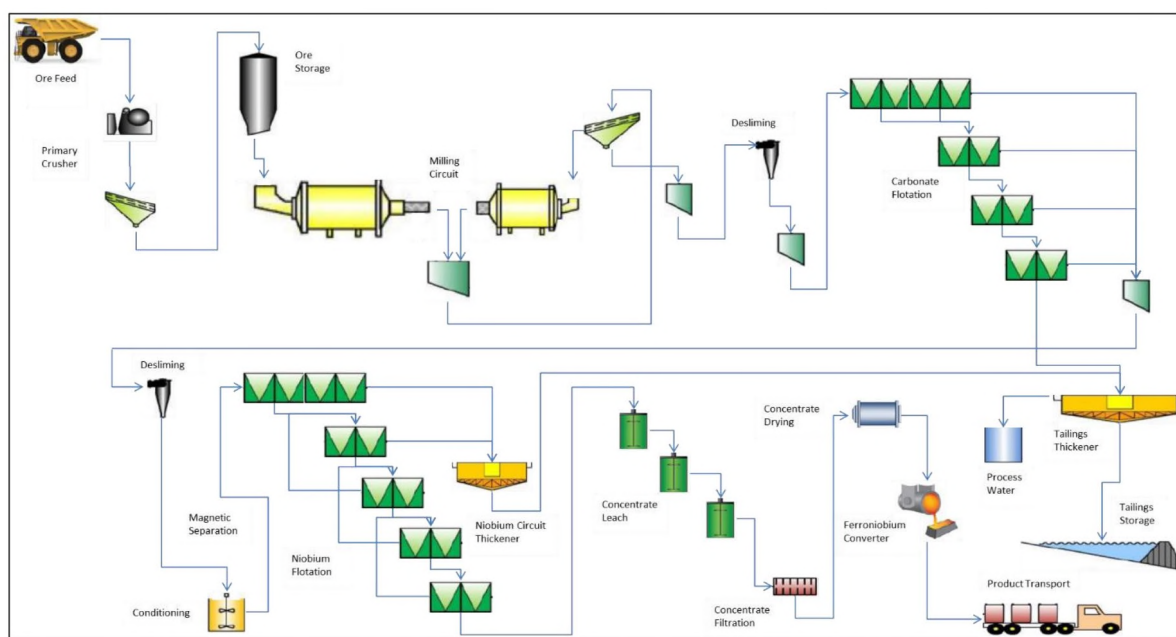 Ore Feed
Primary
Crusher
Ore
Storage
Milling
Circuit
Desliming
Carbonate
Flotation
Desliming
Magnetic
Separation
Conditioning
Niobium
Flotation
Niobium Circuit
Thickener
Concentrate
Leach
Concentrate
Filtration
Concentrate
Drying
Ferroniobium
Converter
Process
Water
Tailings
Thickener
Tailings
Storage
Product Transport